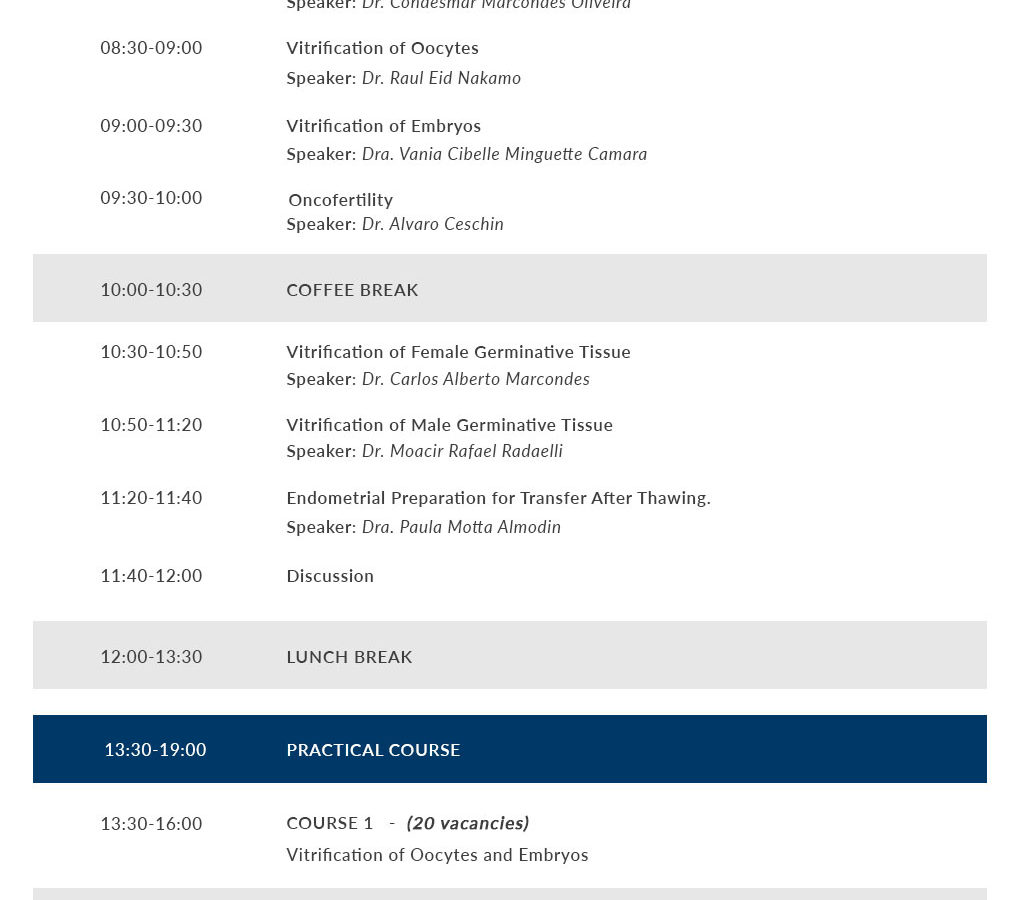 Speaker: Dr. Condesmar Marcondes Oliveira
08:30-09:00 Vitrification of Oocytes
Speaker: Dr. Raul Eid Nakamo
09:00-09:30 Vitrification of Embryos
Speaker: Dra. Vania Cibelle Minguette Camara
09:30-10:00 Oncofertility
Speaker: Dr. Alvaro Ceschin
10:00-10:30 COFFEE BREAK
10:30-10:50 Vitrification of Female Germinative Tissue
Speaker: Dr. Carlos Alberto Marcondes
10:50-11:20 Vitrification of Male Germinative Tissue
Speaker: Dr. Moacir Rafael Radaelli
11:20-11:40 Endometrial Preparation for Transfer After Thawing.
Speaker: Dra. Paula Motta Almodin
11:40-12:00 Discussion
12:00-13:30 LUNCH BREAK
13:30-19:00 PRACTICAL COURSE
13:30-16:00 COURSE 1 - (20 vacancies)
Vitrification of Oocytes and Embryos